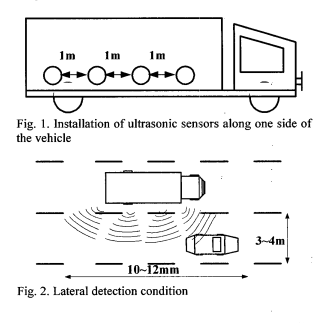 1m 1m 1m
Fig. 1. Installation of ultrasonic sensors along one side of
the vehicle
3~4m
10~12mm
Fig. 2. Lateral detection condition